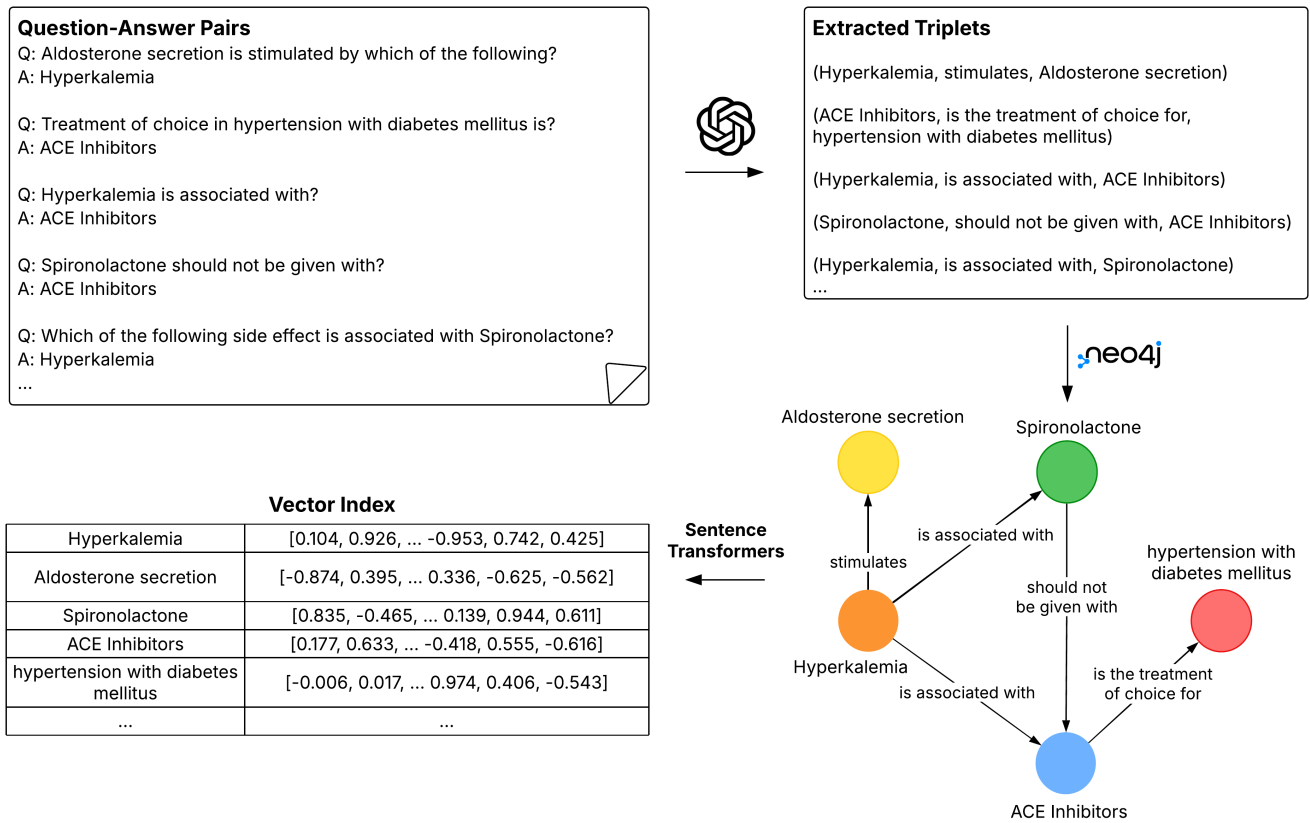 Question-Answer Pairs
Q: Aldosterone secretion is stimulated by which of the following?
A: Hyperkalemia
Q: Treatment of choice in hypertension with diabetes mellitus is?
A: ACE Inhibitors
Q: Hyperkalemia is associated with?
A: ACE Inhibitors
Q: Spironolactone should not be given with?
A: ACE Inhibitors
Q: Which of the following side effect is associated with Spironolactone?
A: Hyperkalemia
...
Extracted Triplets
(Hyperkalemia, stimulates, Aldosterone secretion)
(ACE Inhibitors, is the treatment of choice for,
hypertension with diabetes mellitus)
(Hyperkalemia, is associated with, ACE Inhibitors)
(Spironolactone, should not be given with, ACE Inhibitors)
(Hyperkalemia, is associated with, Spironolactone)
...
neo4j
Aldosterone secretion
Spironolactone
is associated with
stimulates
should not
be given with
hypertension with
diabetes mellitus
Hyperkalemia
is associated with
is the treatment
of choice for
ACE Inhibitors
Sentence
Transformers
Vector Index
Hyperkalemia [0.104, 0.926, ... -0.953, 0.742, 0.425]
Aldosterone secretion [-0.874, 0.395, ... 0.336, -0.625, -0.562]
Spironolactone [0.835, -0.465, ... 0.139, 0.944, 0.611]
ACE Inhibitors [0.177, 0.633, ... -0.418, 0.555, -0.616]
hypertension with diabetes
mellitus [-0.006, 0.017, ... 0.974, 0.406, -0.543]
... ...